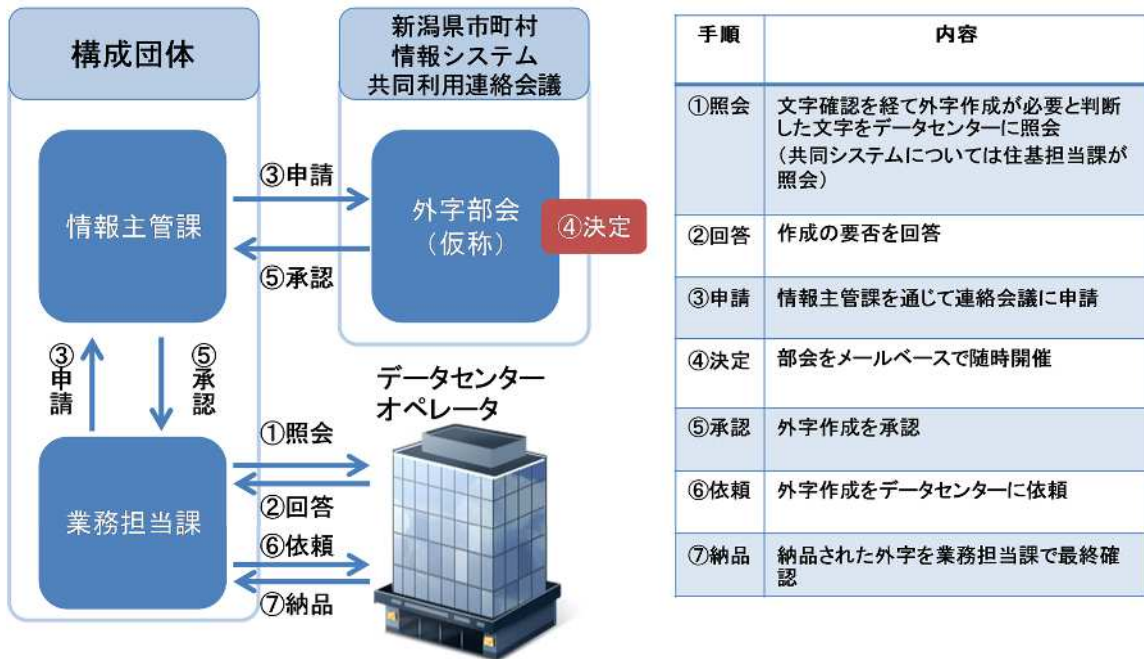 構成団体
新潟県市町村
情報システム
共同利用連絡会議
情報主管課
③申請
⑤承認
外字部会
(仮称)
④決定
③申請
⑤承認
業務担当課
①照会
②回答
⑥依頼
⑦納品
データセンター
オペレータ
手順 内容
①照会 文字確認を経て外字作成が必要と判断
した文字をデータセンターに照会
(共同システムについては住基担当課が
照会)
②回答 作成の要否を回答
③申請 情報主管課を通じて連絡会議に申請
④決定 部会をメールベースで随時開催
⑤承認 外字作成を承認
⑥依頼 外字作成をデータセンターに依頼
⑦納品 納品された外字を業務担当課で最終確
認